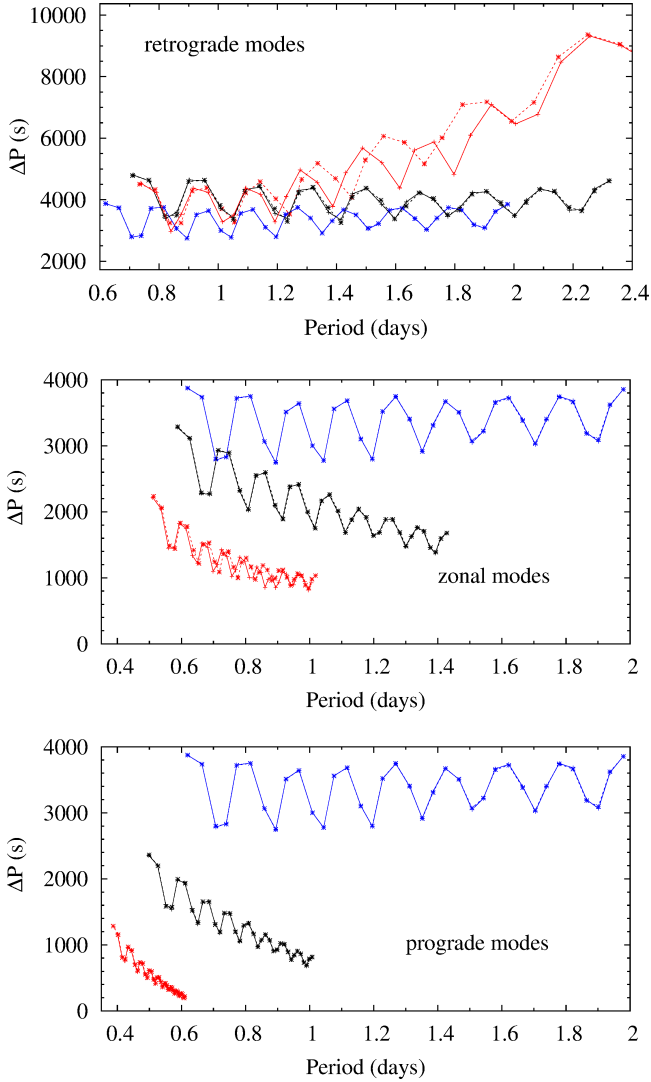 10000
8000
6000
4000
2000
ΔP (s)
retrograde modes
0.6 0.8 1 1.2 1.4 1.6 1.8 2 2.2 2.4
Period (days)
4000
3000
2000
1000
0
ΔP (s)
zonal modes
0.4 0.6 0.8 1 1.2 1.4 1.6 1.8 2
Period (days)
4000
3000
2000
1000
0
ΔP (s)
prograde modes
0.4 0.6 0.8 1 1.2 1.4 1.6 1.8 2
Period (days)